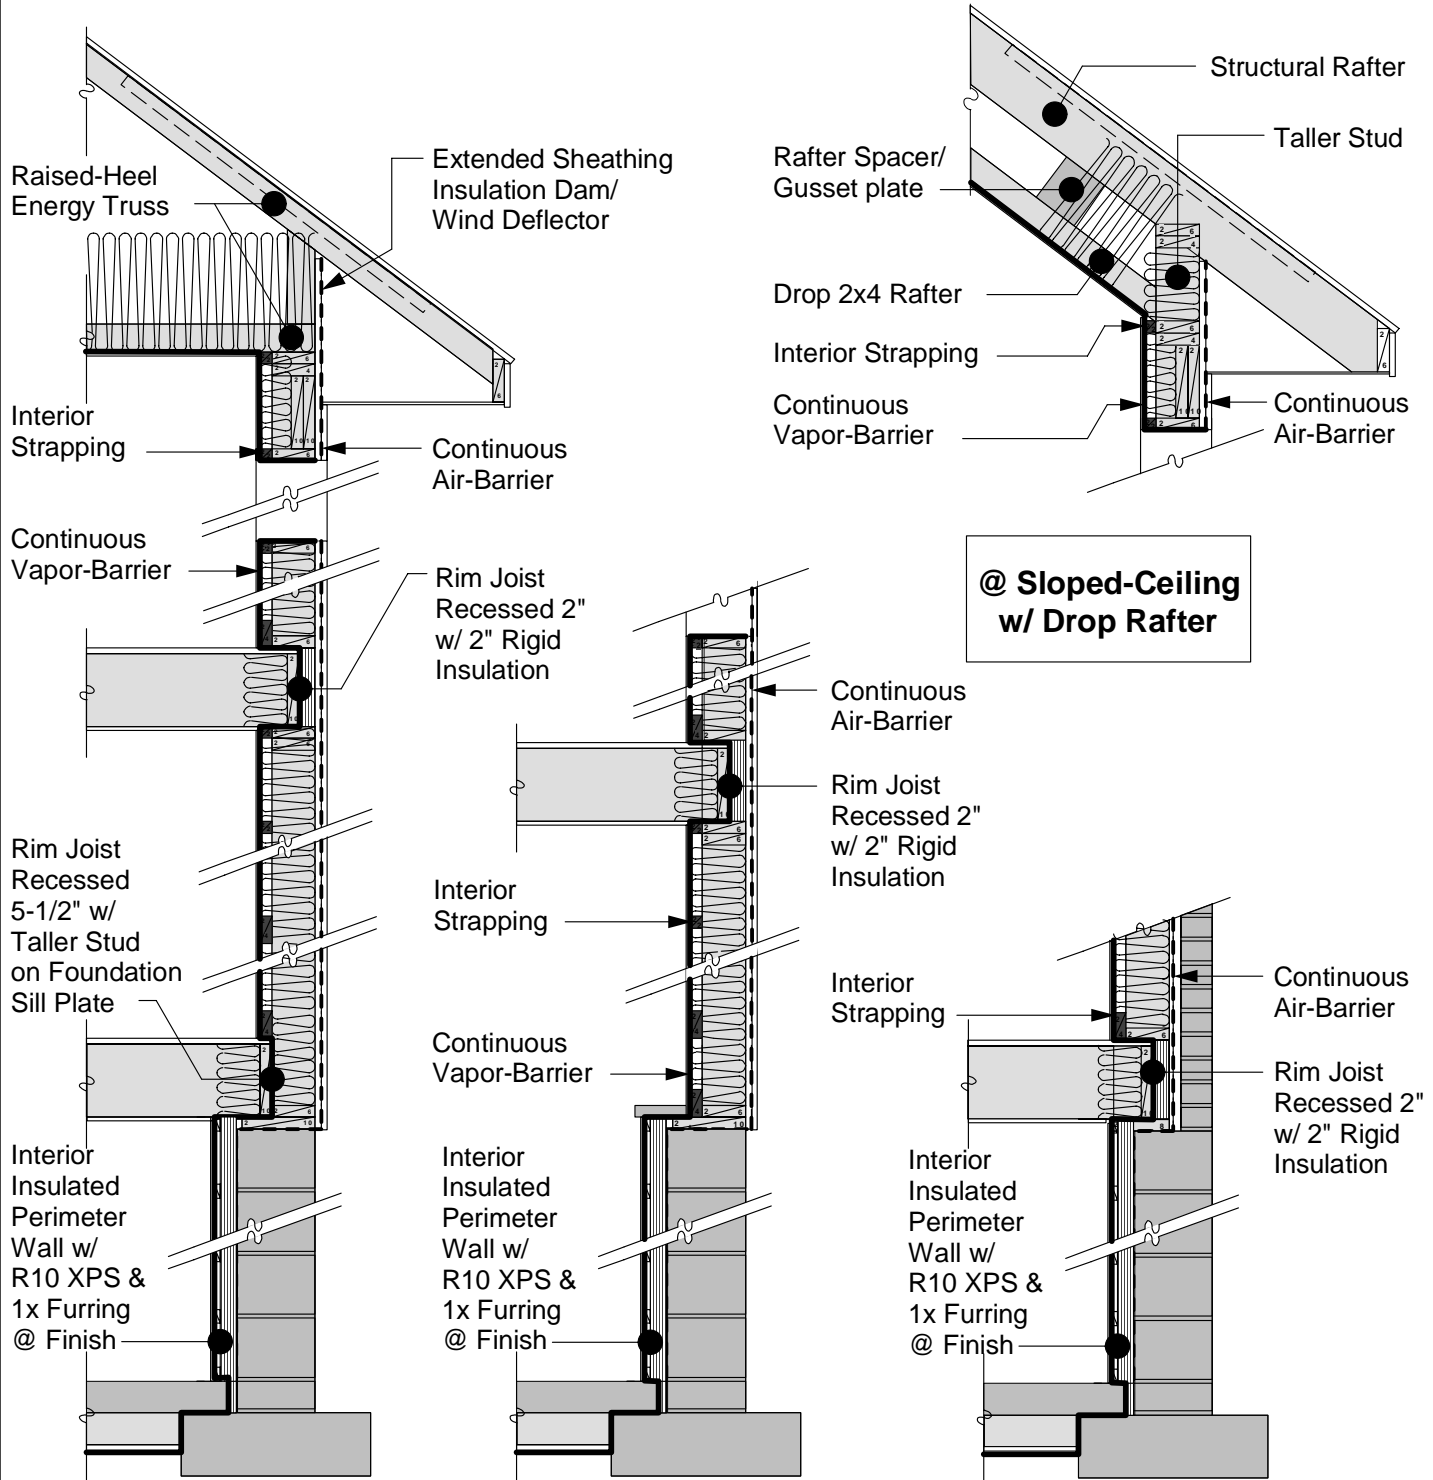 Raised-Heel
Energy Truss
Extended Sheathing
Insulation Dam/
Wind Deflector
Interior
Strapping
Continuous
Air-Barrier
Continuous
Vapor-Barrier
Rim Joist
Recessed 2"
w/ 2" Rigid
Insulation
Rim Joist
Recessed
5-1/2" w/
Taller Stud
on Foundation
Sill Plate
Interior
Insulated
Perimeter
Wall w/
R10 XPS &
1x Furring
@ Finish
Structural Rafter
Taller Stud
Rafter Spacer/
Gusset plate
Drop 2x4 Rafter
Interior Strapping
Continuous
Vapor-Barrier
Continuous
Air-Barrier
@ Sloped-Ceiling
w/ Drop Rafter
Continuous
Air-Barrier
Rim Joist
Recessed 2"
w/ 2" Rigid
Insulation
Interior
Strapping
Continuous
Vapor-Barrier
Interior
Insulated
Perimeter
Wall w/
R10 XPS &
1x Furring
@ Finish
Interior
Strapping
Continuous
Air-Barrier
Rim Joist
Recessed 2"
w/ 2" Rigid
Insulation
Interior
Insulated
Perimeter
Wall w/
R10 XPS &
1x Furring
@ Finish